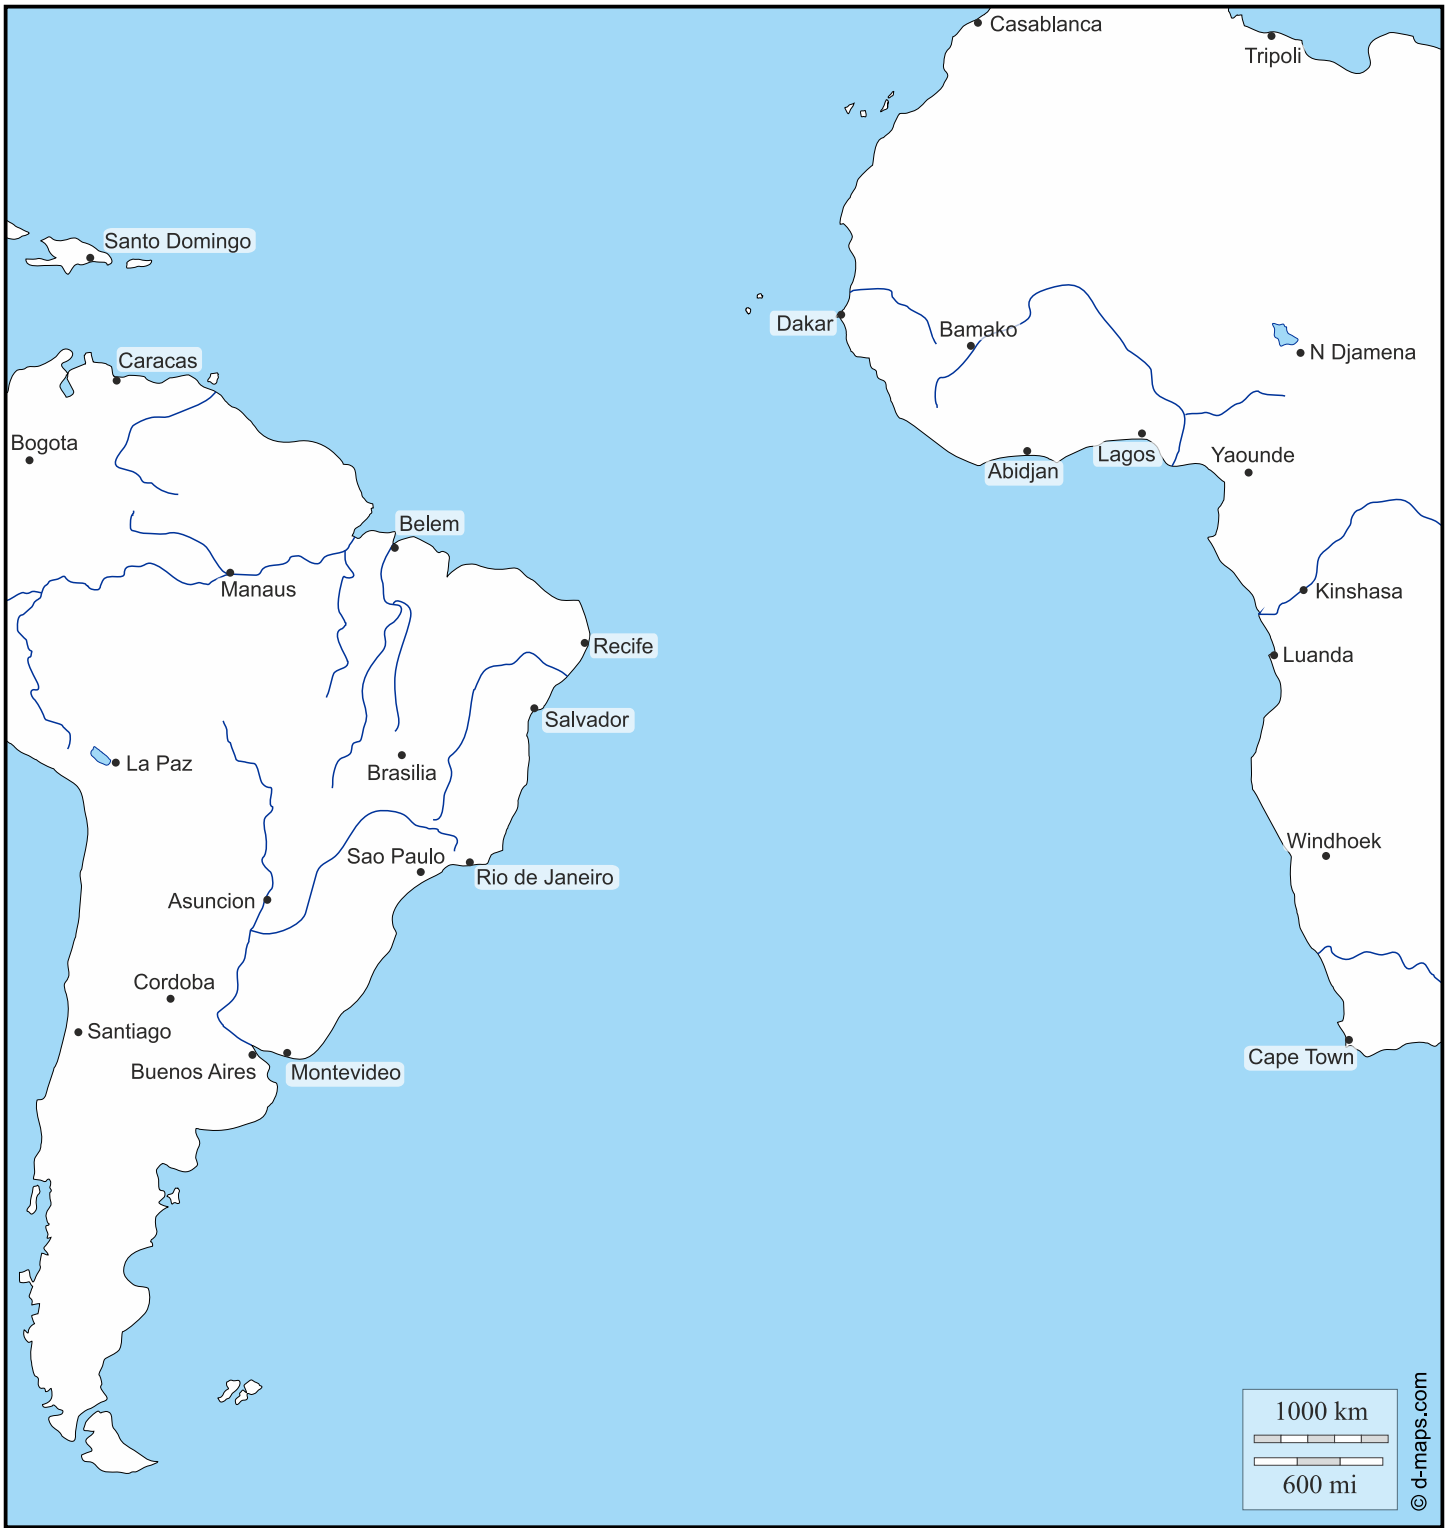 Casablanca
Tripoli
Santo Domingo
Dakar
Bamako
N Djamena
Caracas
Bogota
Lagos
Yaounde
Abidjan
Belem
Manaus
Kinshasa
Recife
Luanda
Salvador
La Paz
Brasilia
Windhoek
Sao Paulo
Rio de Janeiro
Asuncion
Cordoba
Santiago
Buenos Aires
Montevideo
Cape Town
1000 km
600 mi
© d-maps.com